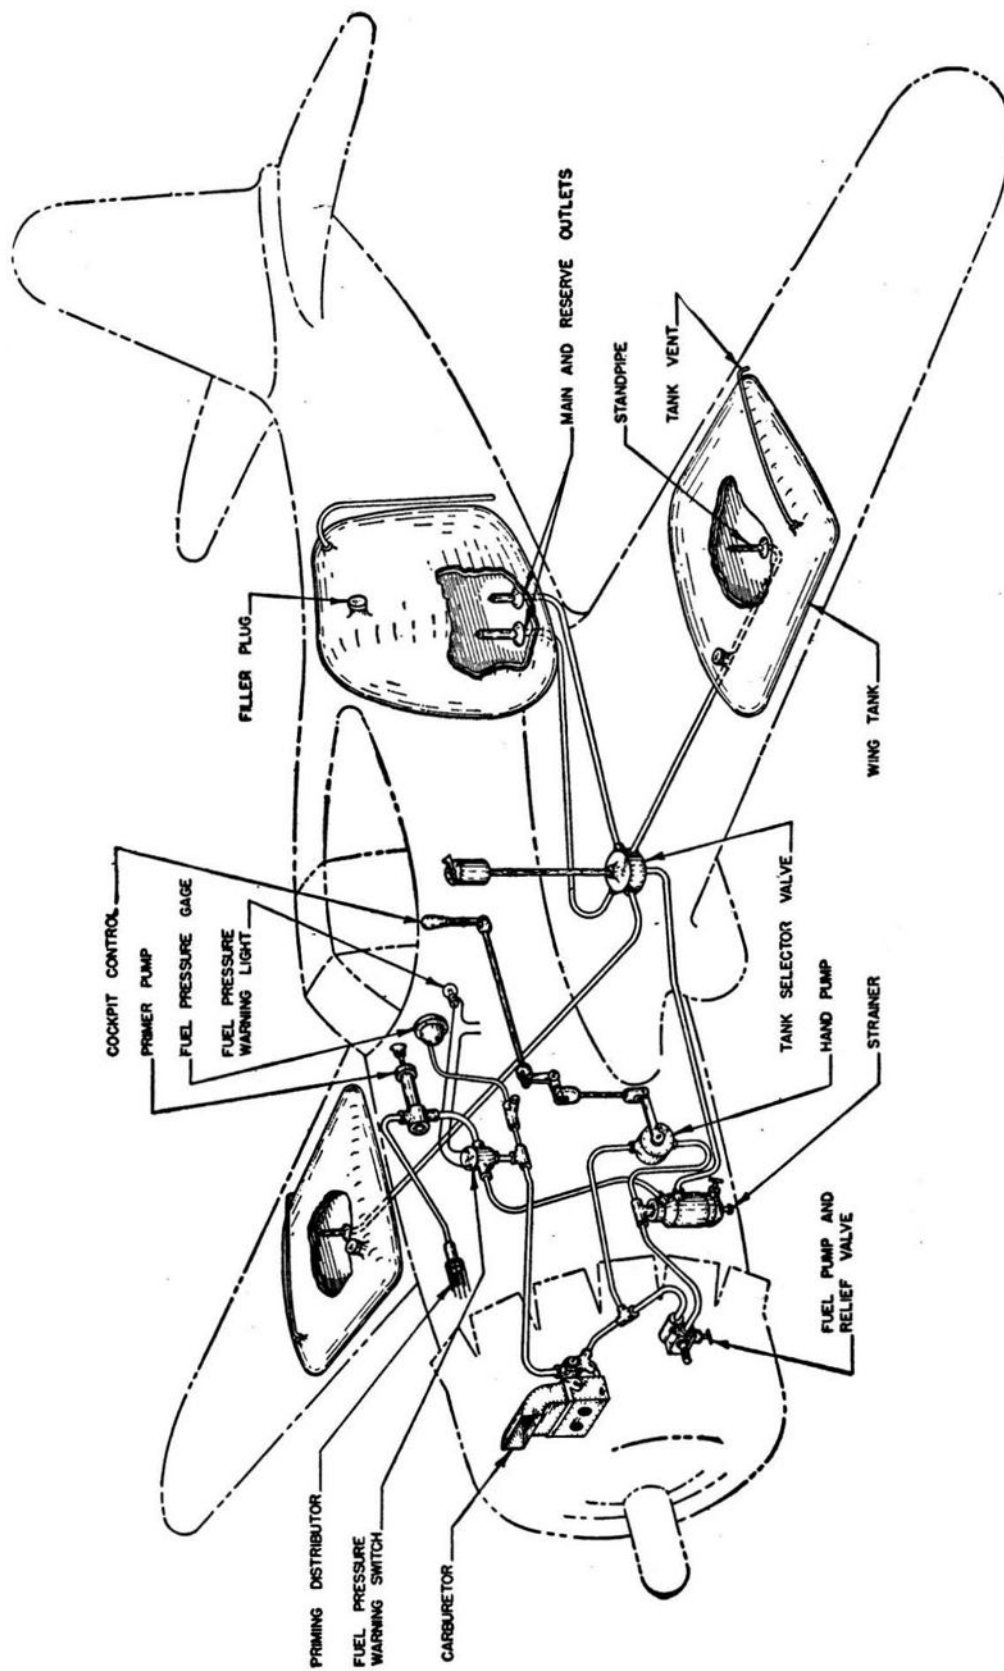 COCKPIT CONTROL
PRIMER PUMP
FUEL PRESSURE GAGE
FUEL PRESSURE
WARNING LIGHT
FILLER PLUG
PRIMING DISTRIBUTOR
FUEL PRESSURE
WARNING SWITCH
CARBURETOR
MAIN AND RESERVE OUTLETS
STANDPIPE
TANK VENT
FUEL PUMP AND
RELIEF VALVE
TANK SELECTOR VALVE
HAND PUMP
STRAINER
WING TANK